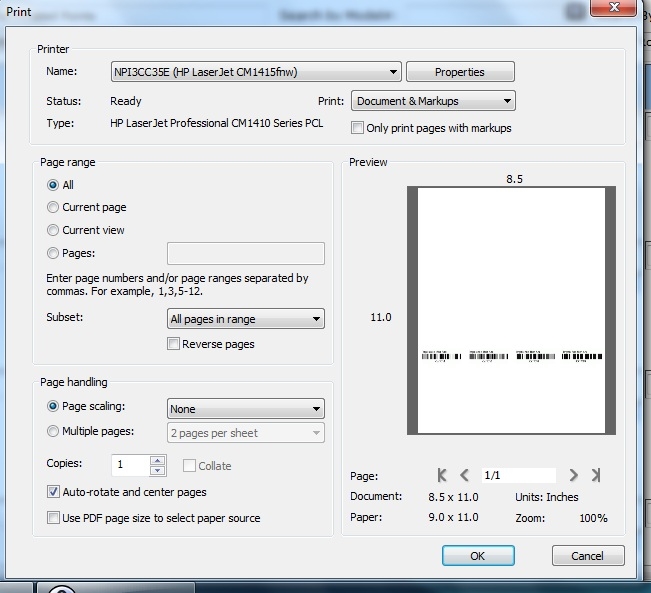 Print
Search by Modelin
Printer
Name: NPI3CC35E (HP LaserJet CM1415fnw) Properties
Status: Ready Print: Document & Markups
Type: HP LaserJet Professional CM1410 Series PCL Only print pages with markups
Page range
All
Current page
Current view
Pages:
Enter page numbers and/or page ranges separated by
commas. For example, 1,3,5-12.
Subset: All pages in range
Reverse pages
Page handling
Page scaling: None
Multiple pages: 2 pages per sheet
Copies: 1 Collate
Auto-rotate and center pages
Use PDF page size to select paper source
Preview
8.5
11.0
Page: 1/1
Document: 8.5 x 11.0 Units: Inches
Paper: 9.0 x 11.0 Zoom: 100%
OK Cancel